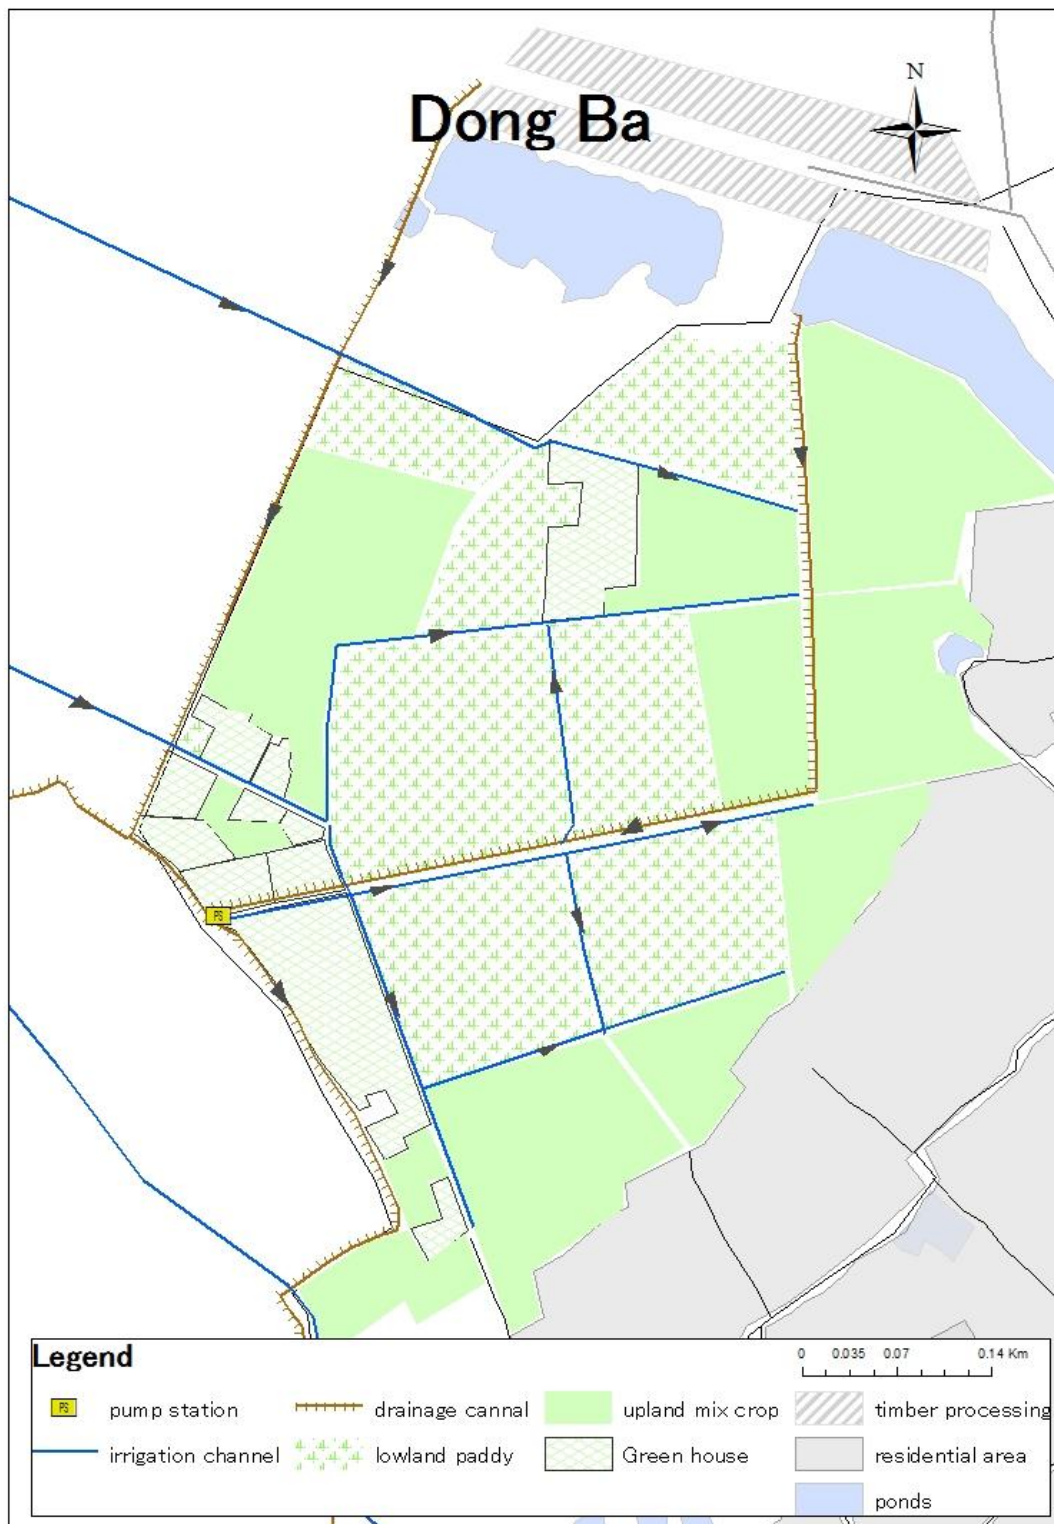 Dong Ba
N
PS
Legend
0 0.035 0.07 0.14 Km
PS pump station
drainage cannal
upland mix crop
timber processing
irrigation channel
lowland paddy
Green house
residential area
ponds